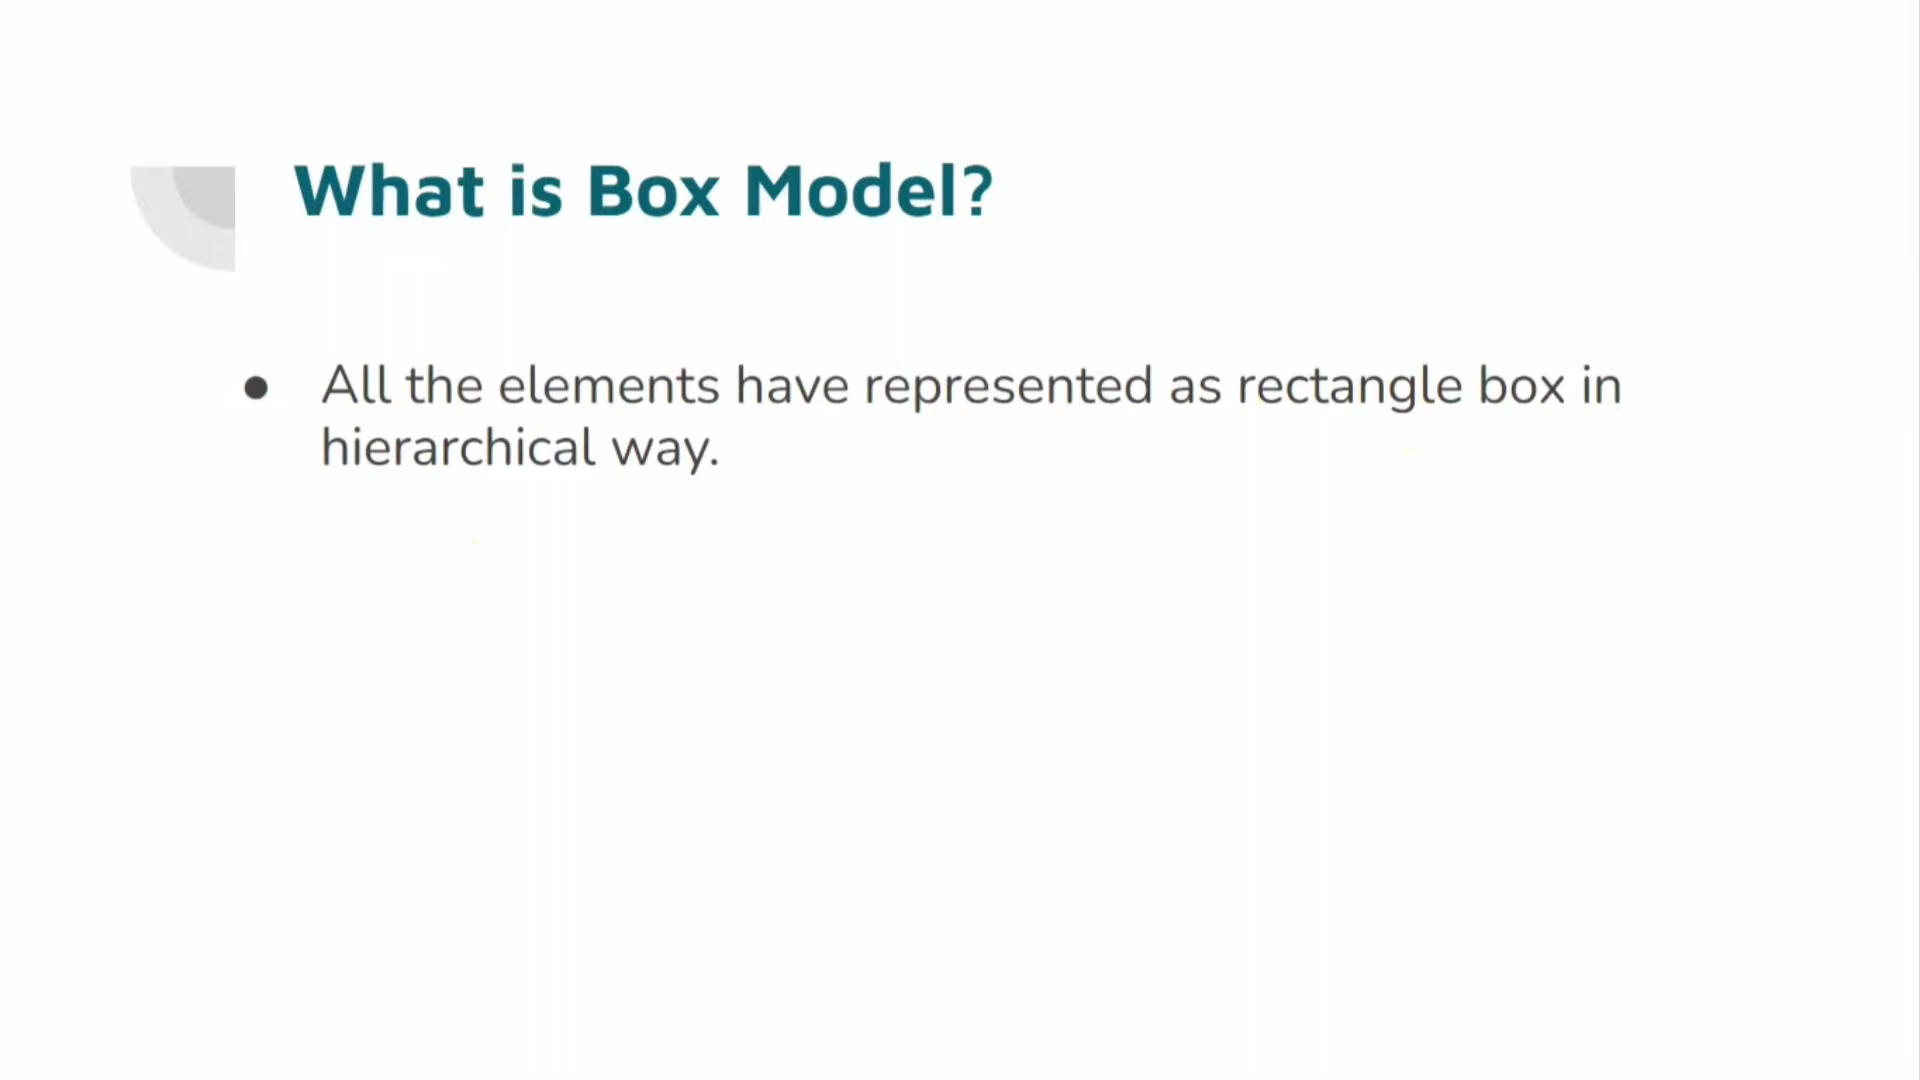 What is Box Model?
● All the elements have represented as rectangle box in
hierarchical way.